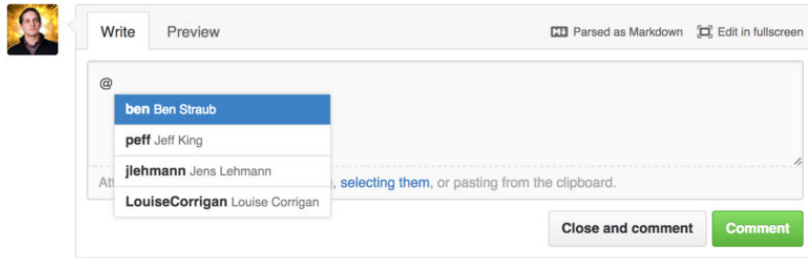 Write Preview Parsed as Markdown Edit in fullscreen
@
ben Ben Straub
peff Jeff King
jlehmann Jens Lehmann
, selecting them, or pasting from the clipboard.
LouiseCorrigan Louise Corrigan
Close and comment Comment